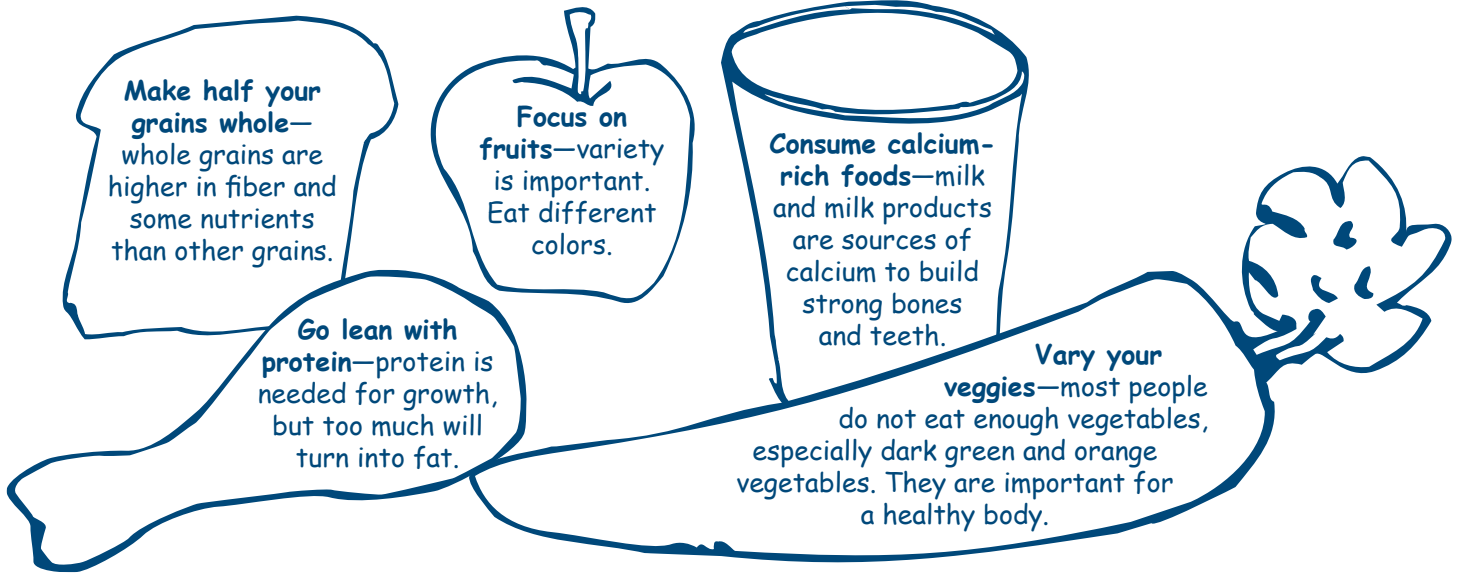 Make half your
grains whole—
whole grains are
higher in fiber and
some nutrients
than other grains.
Focus on
fruits—variety
is important.
Eat different
colors.
Consume calcium-
rich foods—milk
and milk products
are sources of
calcium to build
strong bones
and teeth.
Go lean with
protein—protein is
needed for growth,
but too much will
turn into fat.
Vary your
veggies—most people
do not eat enough vegetables,
especially dark green and orange
vegetables. They are important for
a healthy body.